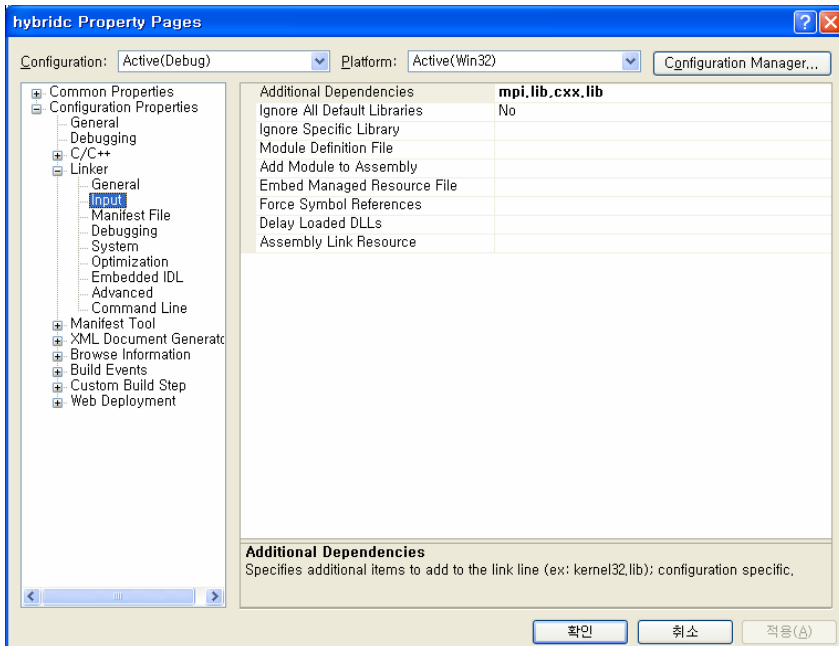 hybridc Property Pages
Configuration: Active(Debug) Platform: Active(Win32) Configuration Manager...
Common Properties
Configuration Properties
General
Debugging
C/C++
Linker
General
Input
Manifest File
Debugging
System
Optimization
Embedded IDL
Advanced
Command Line
Manifest Tool
XML Document Generato
Browse Information
Build Events
Custom Build Step
Web Deployment
Additional Dependencies mpi,lib,cxx,lib
Ignore All Default Libraries No
Ignore Specific Library
Module Definition File
Add Module to Assembly
Embed Managed Resource File
Force Symbol References
Delay Loaded DLLs
Assembly Link Resource
Additional Dependencies
Specifies additional items to add to the link line (ex: kernel32,lib); configuration specific,
확인 취소 적용(A)